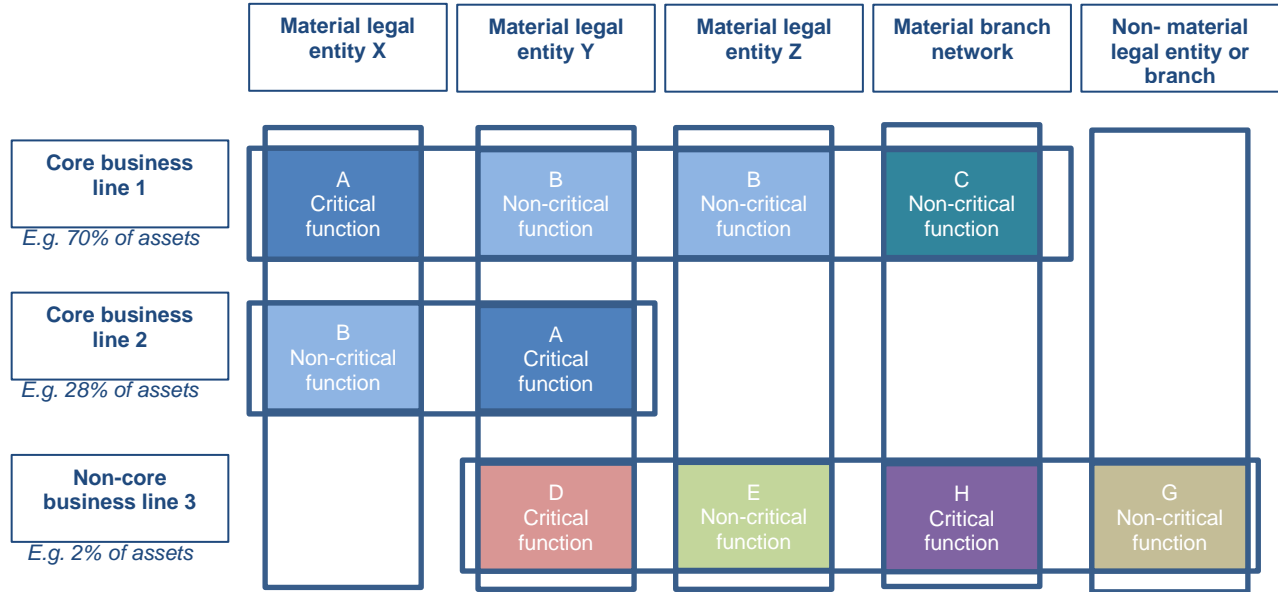 Material legal
entity X
Material legal
entity Y
Material legal
entity Z
Material branch
network
Non- material
legal entity or
branch
Core business
line 1
E.g. 70% of assets
A
Critical
function
B
Non-critical
function
B
Non-critical
function
C
Non-critical
function
Core business
line 2
E.g. 28% of assets
B
Non-critical
function
A
Critical
function
Non-core
business line 3
E.g. 2% of assets
D
Critical
function
E
Non-critical
function
H
Critical
function
G
Non-critical
function